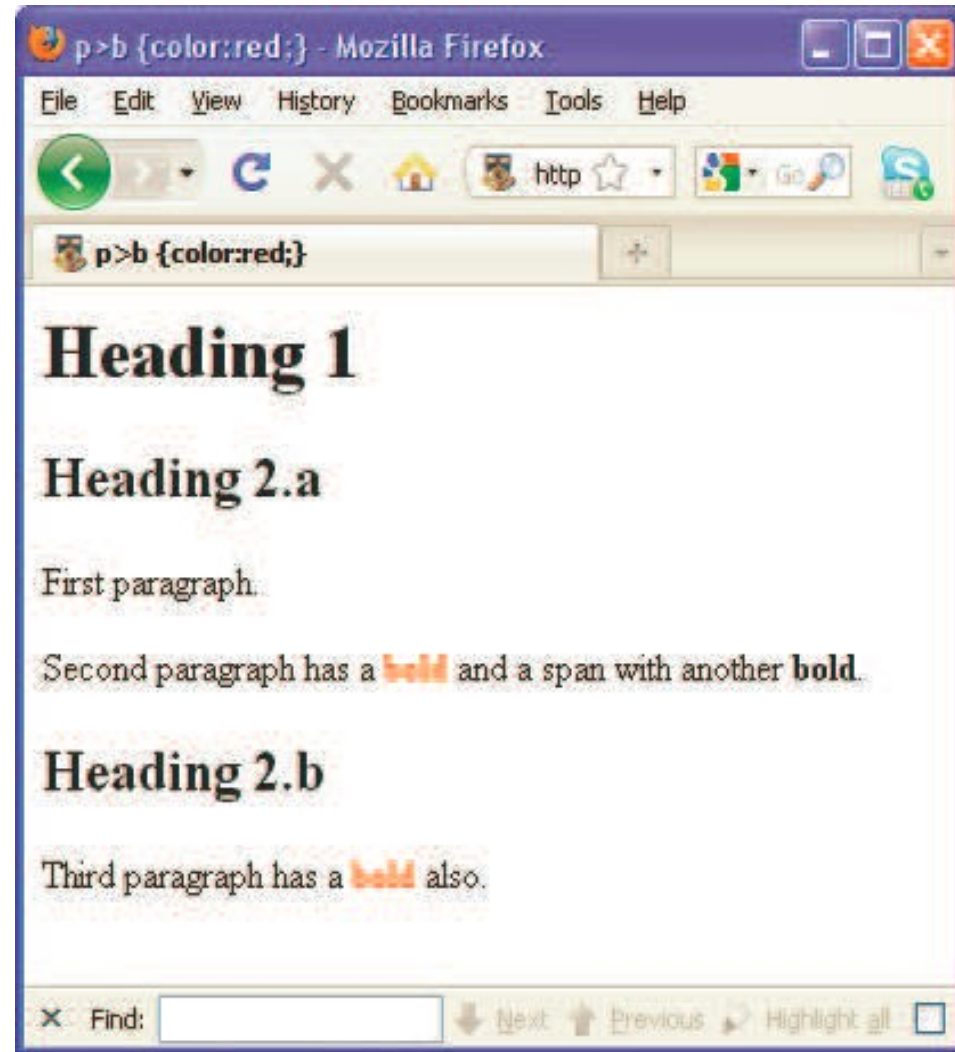 p>b {color:red;} - Mozilla Firefox
File Edit View History Bookmarks Tools Help
http Go
p>b {color:red;}
Heading 1
Heading 2.a
First paragraph.
Second paragraph has a bold and a span with another bold.
Heading 2.b
Third paragraph has a bold also.
Find: Next Previous Highlight all